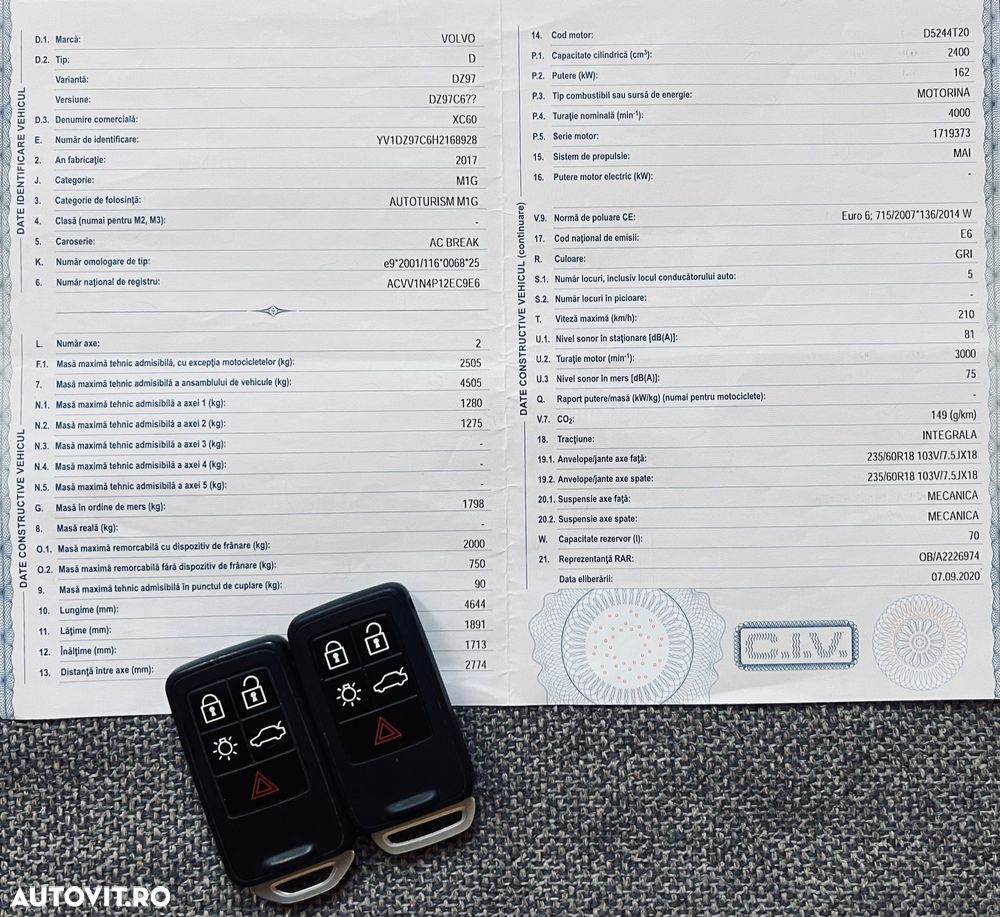 DATE IDENTIFICARE VEHICUL
D.1. Marcă: VOLVO
D.2. Tip: D
Variantă: DZ97
Versiune: DZ97C6??
D.3. Denumire comercială: XC60
E. Număr de identificare: YV1DZ97C6H2168928
2. An fabricaţie: 2017
J. Categorie: M1G
3. Categorie de folosinţă: AUTOTURISM M1G
4. Clasă (numai pentru M2, M3): -
5. Caroserie: AC BREAK
K. Număr omologare de tip: e9*2001/116*0068*25
6. Număr naţional de registru: ACVV1N4P12EC9E6
DATE CONSTRUCTIVE VEHICUL
L. Număr axe: 2
F.1. Masă maximă tehnic admisibilă, cu excepţia motocicletelor (kg): 2505
7. Masă maximă tehnic admisibilă a ansamblului de vehicule (kg): 4505
N.1. Masă maximă tehnic admisibilă a axei 1 (kg): 1280
N.2. Masă maximă tehnic admisibilă a axei 2 (kg): 1275
N.3. Masă maximă tehnic admisibilă a axei 3 (kg): -
N.4. Masă maximă tehnic admisibilă a axei 4 (kg): -
N.5. Masă maximă tehnic admisibilă a axei 5 (kg): -
G. Masă în ordine de mers (kg): 1798
8. Masă reală (kg): -
O.1. Masă maximă remorcabilă cu dispozitiv de frânare (kg): 2000
O.2. Masă maximă remorcabilă fără dispozitiv de frânare (kg): 750
9. Masă maximă tehnic admisibilă în punctul de cuplare (kg): 90
10. Lungime (mm): 4644
11. Lăţime (mm): 1891
12. Înălţime (mm): 1713
13. Distanţă între axe (mm): 2774
DATE CONSTRUCTIVE VEHICUL (continuare)
14. Cod motor: D5244T20
P.1. Capacitate cilindrică (cm³): 2400
P.2. Putere (kW): 162
P.3. Tip combustibil sau sursă de energie: MOTORINA
P.4. Turaţie nominală (min⁻¹): 4000
P.5. Serie motor: 1719373
15. Sistem de propulsie: MAI
16. Putere motor electric (kW): -
V.9. Normă de poluare CE: Euro 6; 715/2007*136/2014 W
17. Cod naţional de emisii: E6
R. Culoare: GRI
S.1. Număr locuri, inclusiv locul conducătorului auto: 5
S.2. Număr locuri în picioare: -
T. Viteză maximă (km/h): 210
U.1. Nivel sonor în staţionare [dB(A)]: 81
U.2. Turaţie motor (min⁻¹): 3000
U.3 Nivel sonor în mers [dB(A)]: 75
Q. Raport putere/masă (kW/kg) (numai pentru motociclete): -
V.7. CO₂: 149 (g/km)
18. Tracţiune: INTEGRALA
19.1. Anvelope/jante axe faţă: 235/60R18 103V/7.5JX18
19.2. Anvelope/jante axe spate: 235/60R18 103V/7.5JX18
20.1. Suspensie axe faţă: MECANICA
20.2. Suspensie axe spate: MECANICA
W. Capacitate rezervor (l): 70
21. Reprezentanţă RAR: OB/A2226974
Data eliberării: 07.09.2020
C.I.V.
AUTOVIT.RO